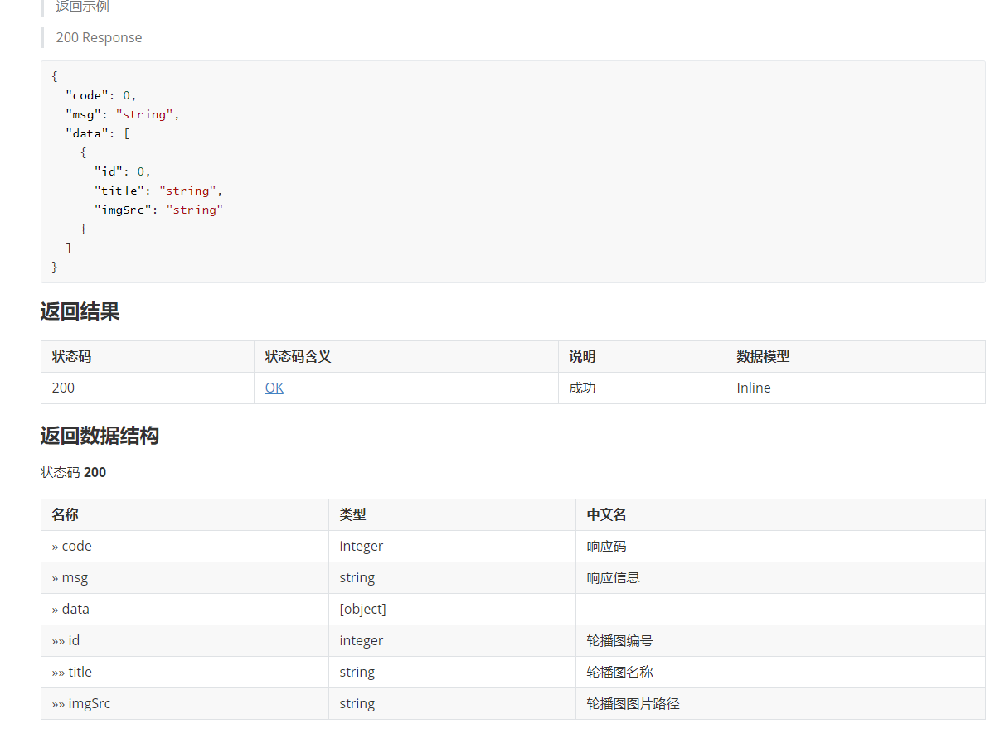 返回示例
200 Response
{
  "code": 0,
  "msg": "string",
  "data": [
    {
      "id": 0,
      "title": "string",
      "imgSrc": "string"
    }
  ]
}
返回结果
状态码 状态码含义 说明 数据模型
200 OK 成功 Inline
返回数据结构
状态码 200
名称 类型 中文名
» code integer 响应码
» msg string 响应信息
» data [object]
»» id integer 轮播图编号
»» title string 轮播图名称
»» imgSrc string 轮播图图片路径